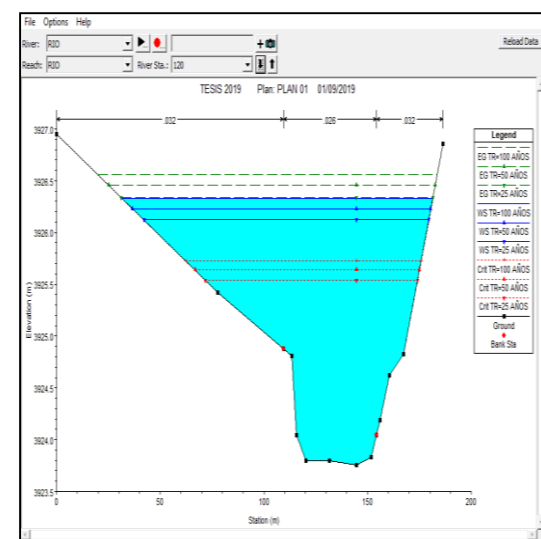 File Options Help
River: RIO
Reload Data
Reach: RIO River Sta.: 120
TESIS 2019 Plan: PLAN 01 01/09/2019
.032 .026 .032
3927.0
3926.5
3926.0
3925.5
3925.0
3924.5
3924.0
3923.5
Elevation (m)
0 50 100 150 200
Station (m)
Legend
EG TR=100 AÑOS
EG TR=50 AÑOS
EG TR=25 AÑOS
WS TR=100 AÑOS
WS TR=50 AÑOS
WS TR=25 AÑOS
Crit TR=100 AÑOS
Crit TR=50 AÑOS
Crit TR=25 AÑOS
Ground
Bank Sta